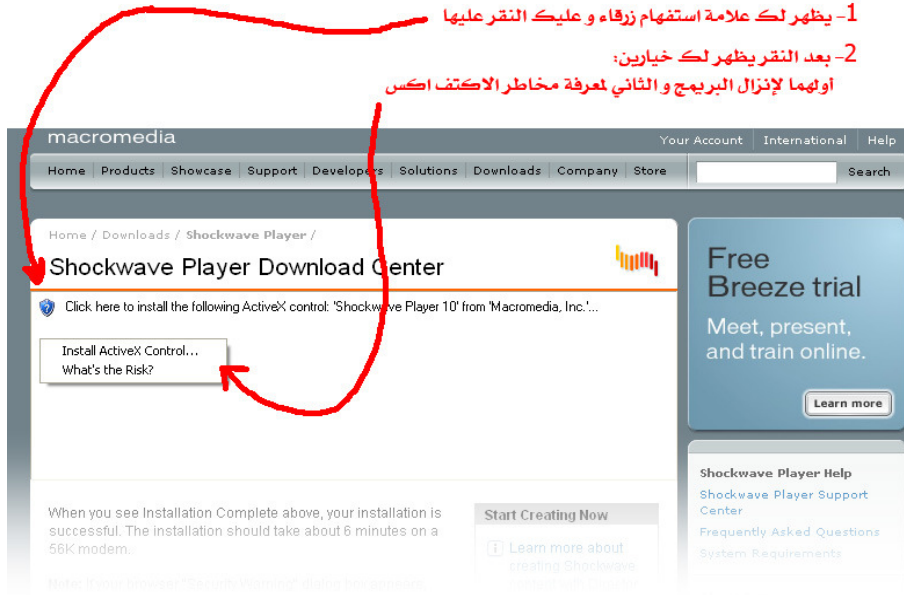 1- يظهر لك علامة استفهام زرقاء و عليك النقر عليها
2- بعد النقر يظهر لك خيارين:
أولهما لإنزال البريمج و الثاني لمعرفة مخاطر الاكتف اكس
macromedia
Your Account International Help
Home Products Showcase Support Developers Solutions Downloads Company Store Search
Home / Downloads / Shockwave Player /
Shockwave Player Download Center
Click here to install the following ActiveX control: 'Shockwave Player 10' from 'Macromedia, Inc.'...
Install ActiveX Control...
What's the Risk?
Free
Breeze trial
Meet, present,
and train online.
Learn more
Shockwave Player Help
Shockwave Player Support
Center
Frequently Asked Questions
System Requirements
When you see Installation Complete above, your installation is
successful. The installation should take about 6 minutes on a
56K modem.
Start Creating Now
Learn more about
creating Shockwave